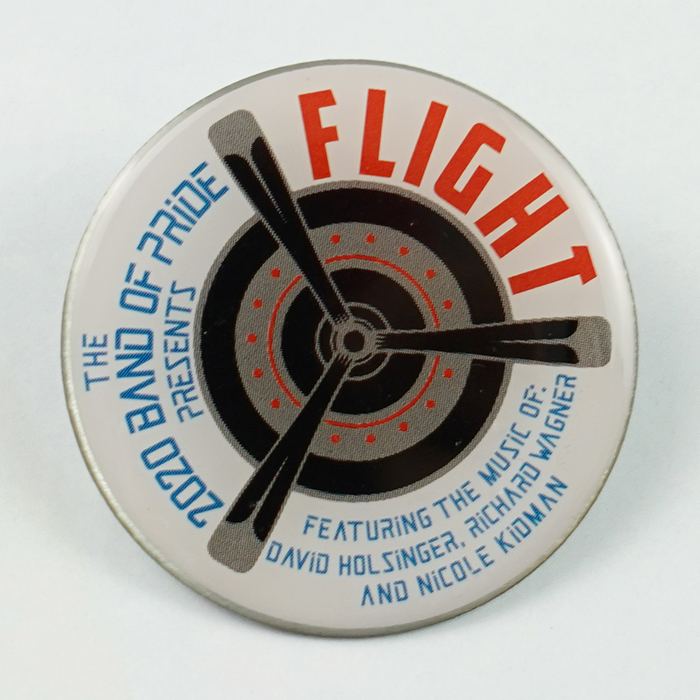 THE
2020 BAND OF PRiDE
PRESENTS
FLIGHT
FEATURING THE MUSIC OF:
DAViD HOLSiNGER, RiCHARD WAGNER
AND NiCOLE KiDMAN